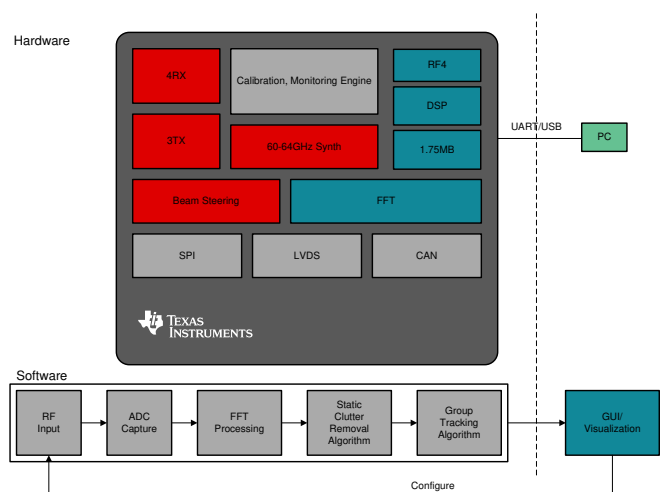 Hardware
4RX
Calibration, Monitoring Engine
RF4
DSP
UART/USB
PC
3TX
60-64GHz Synth
1.75MB
Beam Steering
FFT
SPI
LVDS
CAN
TEXAS
INSTRUMENTS
Software
RF
Input
ADC
Capture
FFT
Processing
Static
Clutter
Removal
Algorithm
Group
Tracking
Algorithm
GUI/
Visualization
Configure